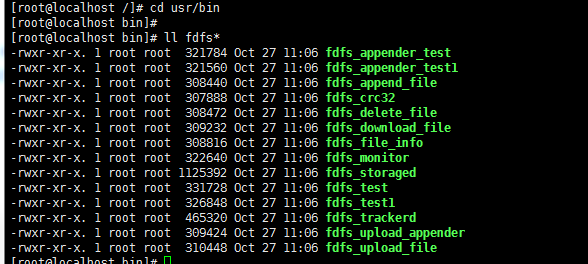 [root@localhost /]# cd usr/bin
[root@localhost bin]#
[root@localhost bin]# ll fdfs*
-rwxr-xr-x. 1 root root  321784 Oct 27 11:06 fdfs_appender_test
-rwxr-xr-x. 1 root root  321560 Oct 27 11:06 fdfs_appender_test1
-rwxr-xr-x. 1 root root  308440 Oct 27 11:06 fdfs_append_file
-rwxr-xr-x. 1 root root  307888 Oct 27 11:06 fdfs_crc32
-rwxr-xr-x. 1 root root  308472 Oct 27 11:06 fdfs_delete_file
-rwxr-xr-x. 1 root root  309232 Oct 27 11:06 fdfs_download_file
-rwxr-xr-x. 1 root root  308816 Oct 27 11:06 fdfs_file_info
-rwxr-xr-x. 1 root root  322640 Oct 27 11:06 fdfs_monitor
-rwxr-xr-x. 1 root root 1125392 Oct 27 11:06 fdfs_storaged
-rwxr-xr-x. 1 root root  331728 Oct 27 11:06 fdfs_test
-rwxr-xr-x. 1 root root  326848 Oct 27 11:06 fdfs_test1
-rwxr-xr-x. 1 root root  465320 Oct 27 11:06 fdfs_trackerd
-rwxr-xr-x. 1 root root  309424 Oct 27 11:06 fdfs_upload_appender
-rwxr-xr-x. 1 root root  310448 Oct 27 11:06 fdfs_upload_file
[root@localhost bin]#